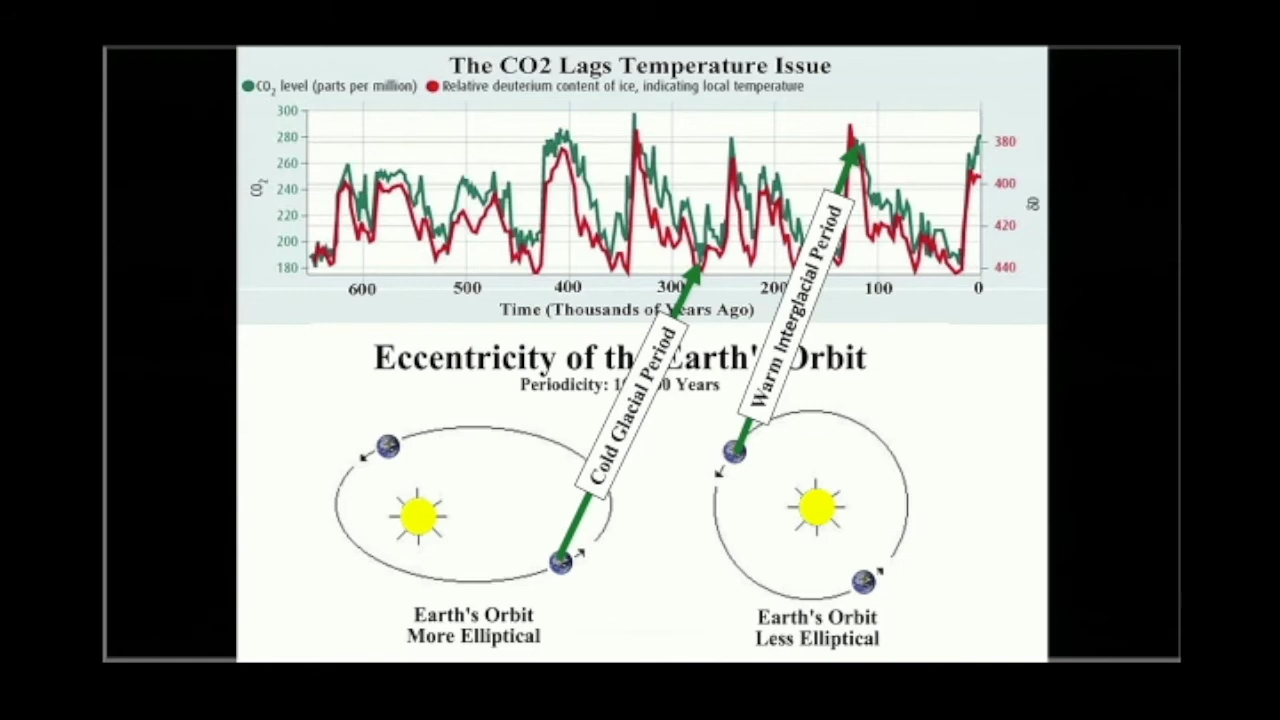 The CO2 Lags Temperature Issue
CO₂ level (parts per million) Relative deuterium content of ice, indicating local temperature
300
280
260
240
220
200
180
CO₂
380
400
420
440
δD
600 500 400 300 200 100 0
Time (Thousands of Years Ago)
Eccentricity of the Earth's Orbit
Periodicity: Years
Cold Glacial Period
Warm Interglacial Period
Earth's Orbit
More Elliptical
Earth's Orbit
Less Elliptical